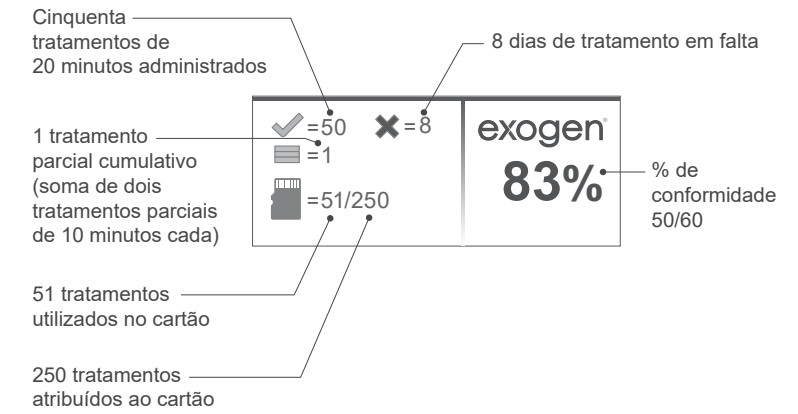 Cinquenta
tratamentos de
20 minutos administrados
8 dias de tratamento em falta
1 tratamento
parcial cumulativo
(soma de dois
tratamentos parciais
de 10 minutos cada)
=50
=8
=1
=51/250
exogen®
83%
% de
conformidade
50/60
51 tratamentos
utilizados no cartão
250 tratamentos
atribuídos ao cartão